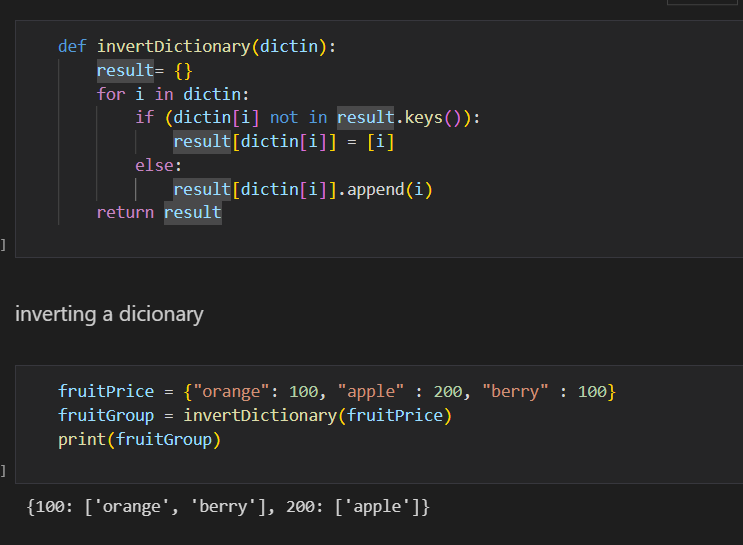 def invertDictionary(dictin):
    result= {}
    for i in dictin:
        if (dictin[i] not in result.keys()):
            result[dictin[i]] = [i]
        else:
            result[dictin[i]].append(i)
    return result
]
inverting a dicionary
fruitPrice = {"orange": 100, "apple" : 200, "berry" : 100}
fruitGroup = invertDictionary(fruitPrice)
print(fruitGroup)
]
{100: ['orange', 'berry'], 200: ['apple']}